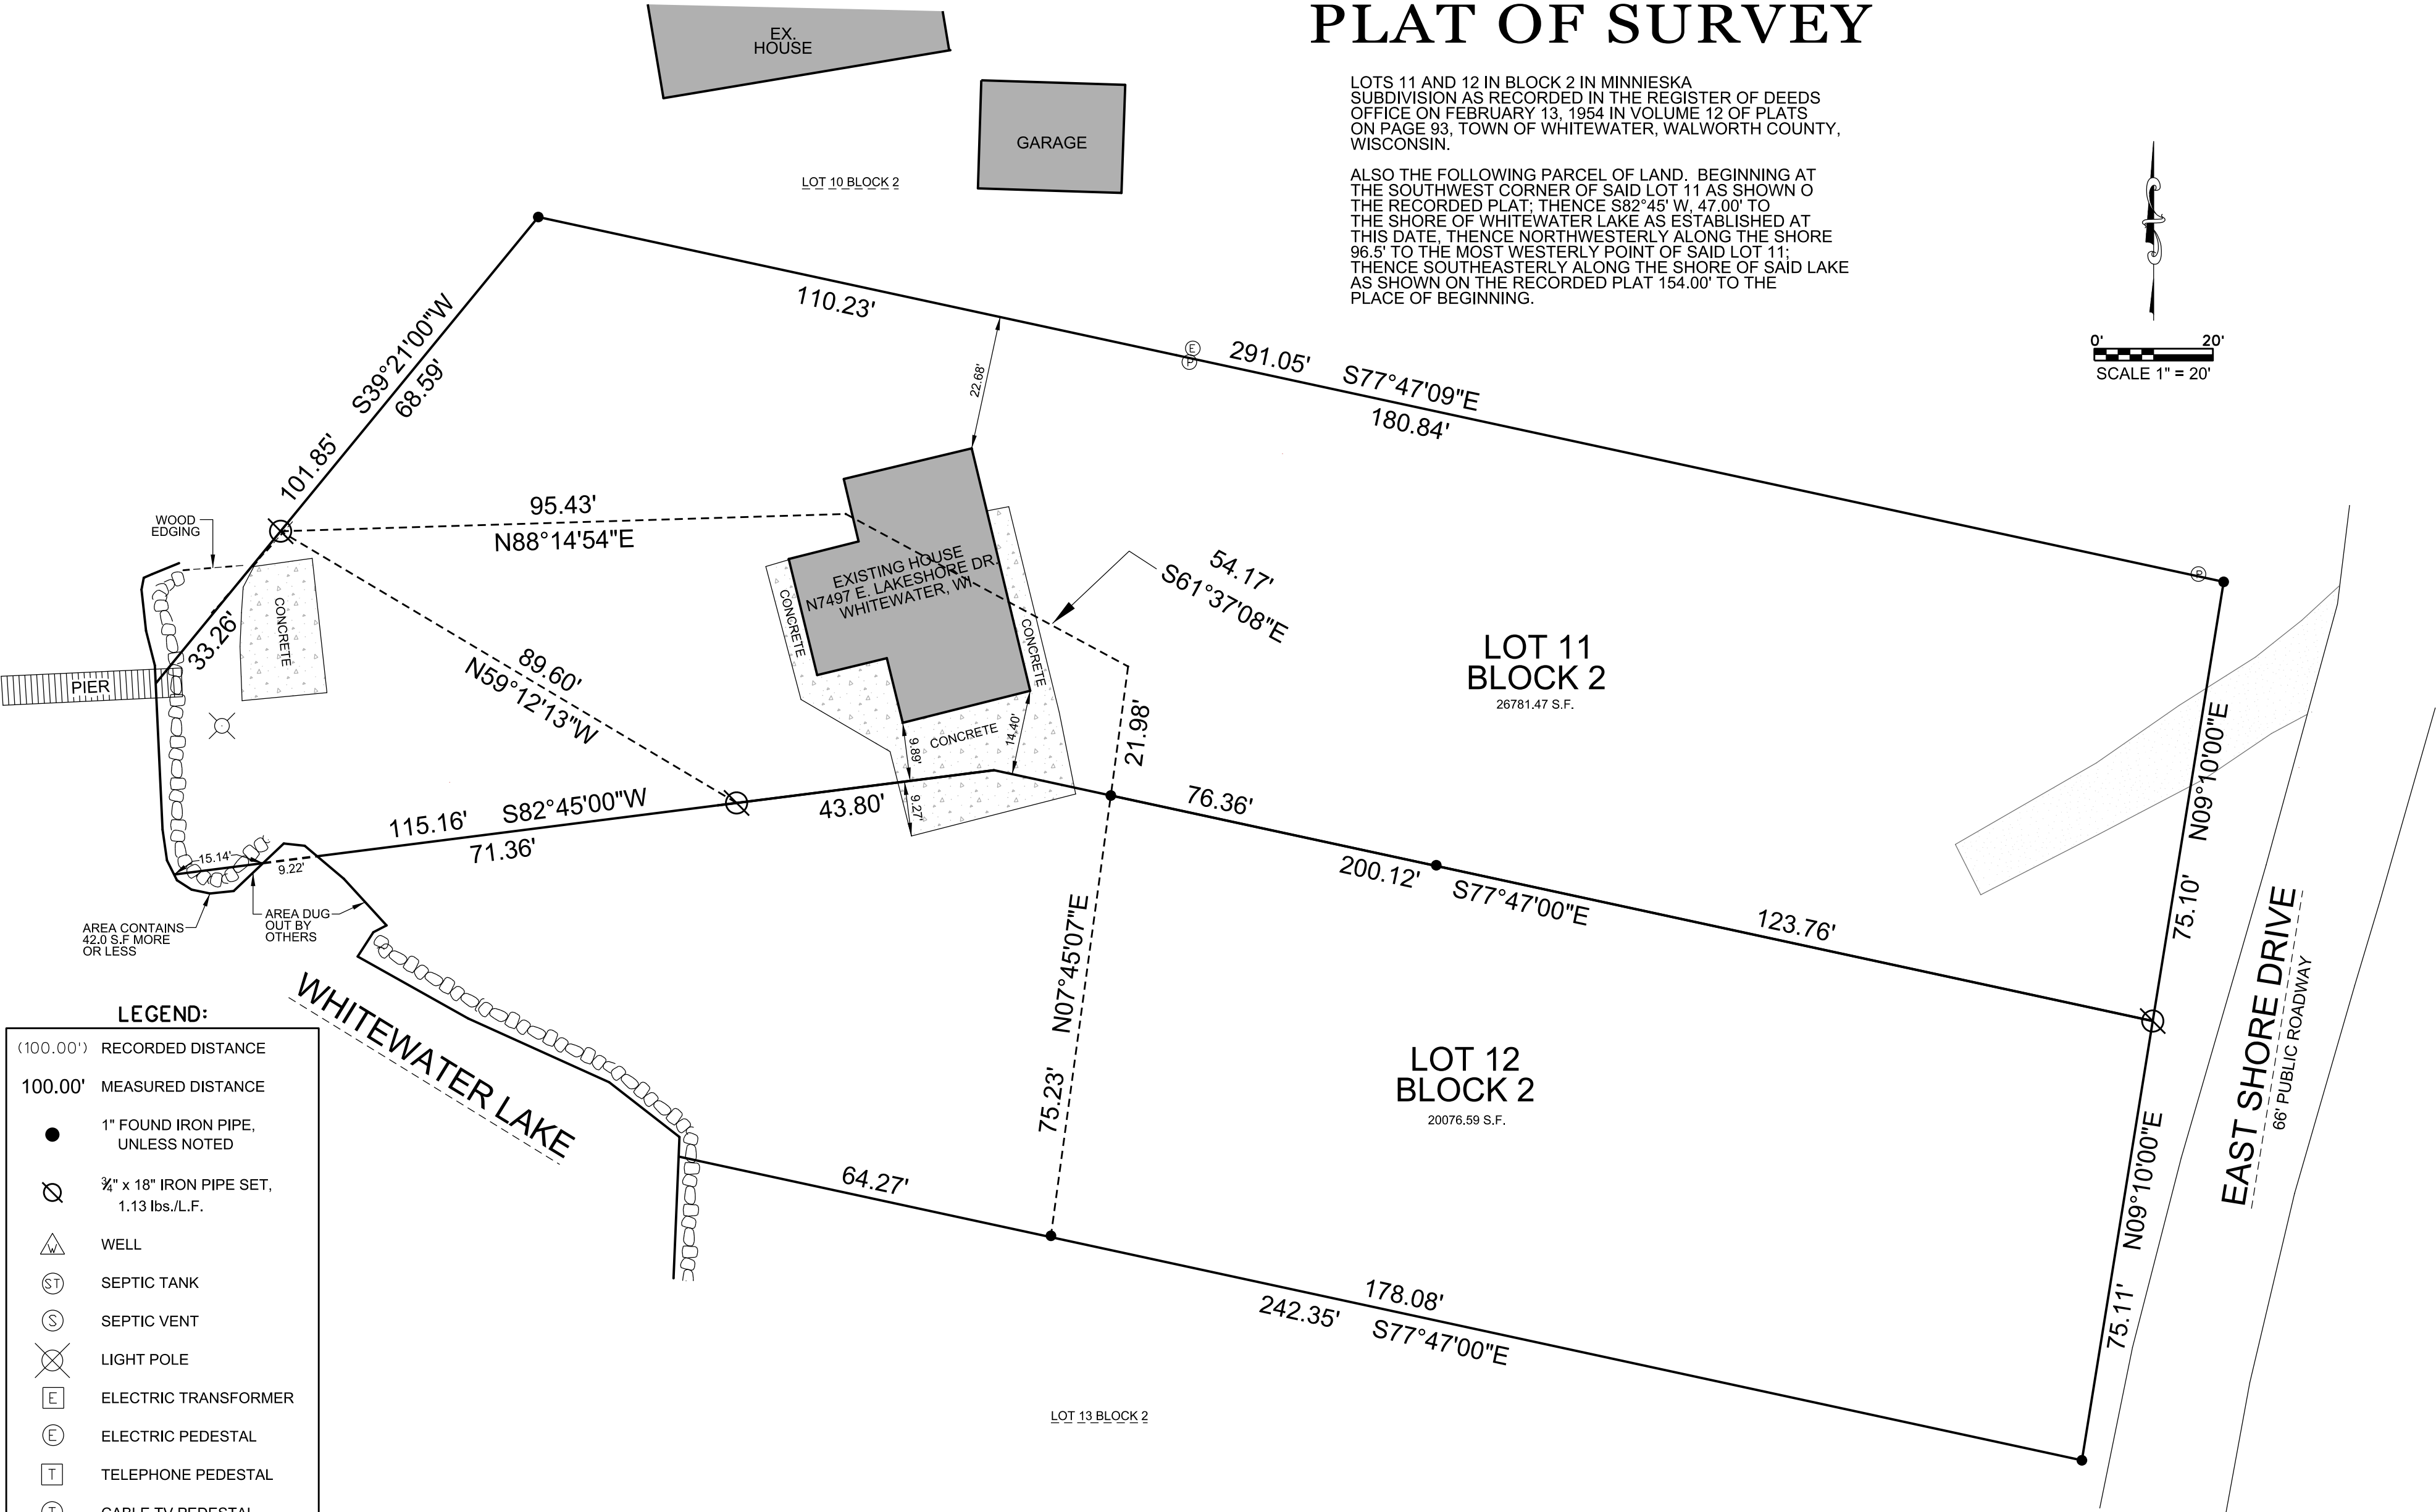 PLAT OF SURVEY
LOTS 11 AND 12 IN BLOCK 2 IN MINNIESKA
SUBDIVISION AS RECORDED IN THE REGISTER OF DEEDS
OFFICE ON FEBRUARY 13, 1954 IN VOLUME 12 OF PLATS
ON PAGE 93, TOWN OF WHITEWATER, WALWORTH COUNTY,
WISCONSIN.
ALSO THE FOLLOWING PARCEL OF LAND. BEGINNING AT
THE SOUTHWEST CORNER OF SAID LOT 11 AS SHOWN O
THE RECORDED PLAT; THENCE S82°45' W, 47.00' TO
THE SHORE OF WHITEWATER LAKE AS ESTABLISHED AT
THIS DATE, THENCE NORTHWESTERLY ALONG THE SHORE
96.5' TO THE MOST WESTERLY POINT OF SAID LOT 11;
THENCE SOUTHEASTERLY ALONG THE SHORE OF SAID LAKE
AS SHOWN ON THE RECORDED PLAT 154.00' TO THE
PLACE OF BEGINNING.
0' 20'
SCALE 1" = 20'
EX.
HOUSE
GARAGE
LOT 10 BLOCK 2
110.23'
E
P
291.05' S77°47'09"E
180.84'
22.68'
S39°21'00"W
68.59'
101.85'
33.26'
WOOD
EDGING
CONCRETE
PIER
95.43'
N88°14'54"E
89.60'
N59°12'13"W
EXISTING HOUSE
N7497 E. LAKESHORE DR.
WHITEWATER, WI
CONCRETE
CONCRETE
CONCRETE
9.89'
14.40'
9.27'
54.17'
S61°37'08"E
21.98'
LOT 11
BLOCK 2
26781.47 S.F.
P
N09°10'00"E
75.10'
115.16' S82°45'00"W
71.36'
43.80'
76.36'
200.12' S77°47'00"E
123.76'
15.14'
9.22'
AREA CONTAINS
42.0 S.F MORE
OR LESS
AREA DUG
OUT BY
OTHERS
WHITEWATER LAKE
N07°45'07"E
75.23'
LOT 12
BLOCK 2
20076.59 S.F.
64.27'
178.08'
242.35' S77°47'00"E
N09°10'00"E
75.11'
EAST SHORE DRIVE
66' PUBLIC ROADWAY
LOT 13 BLOCK 2
LEGEND:
(100.00') RECORDED DISTANCE
100.00' MEASURED DISTANCE
1" FOUND IRON PIPE,
UNLESS NOTED
¾" x 18" IRON PIPE SET,
1.13 lbs./L.F.
W WELL
ST SEPTIC TANK
S SEPTIC VENT
LIGHT POLE
E ELECTRIC TRANSFORMER
E ELECTRIC PEDESTAL
T TELEPHONE PEDESTAL
T CABLE TV PEDESTAL